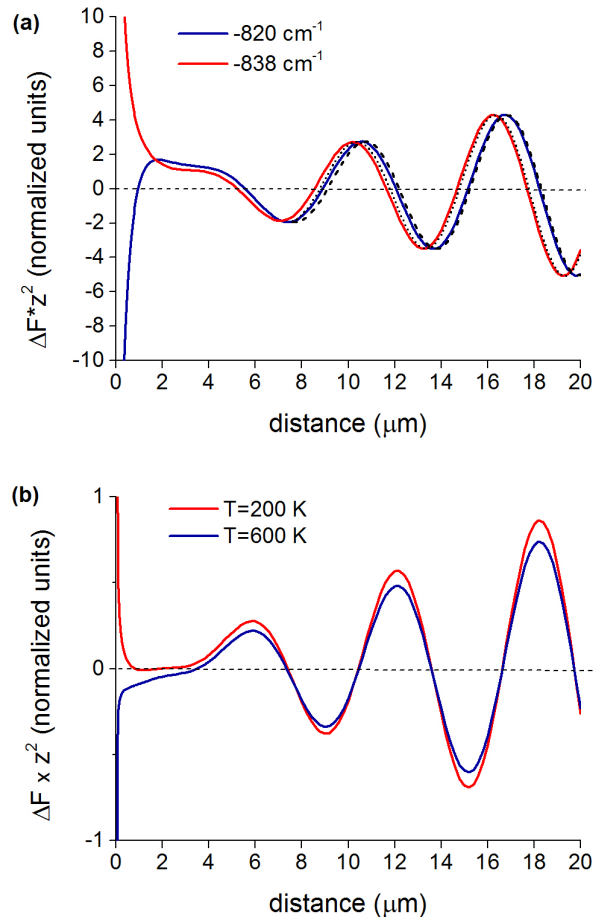 (a)
-820 cm⁻¹
-838 cm⁻¹
10
8
6
4
2
0
-2
-4
-6
-8
-10
ΔF*z² (normalized units)
0 2 4 6 8 10 12 14 16 18 20
distance (μm)
(b)
T=200 K
T=600 K
1
0
-1
ΔF x z² (normalized units)
0 2 4 6 8 10 12 14 16 18 20
distance (μm)